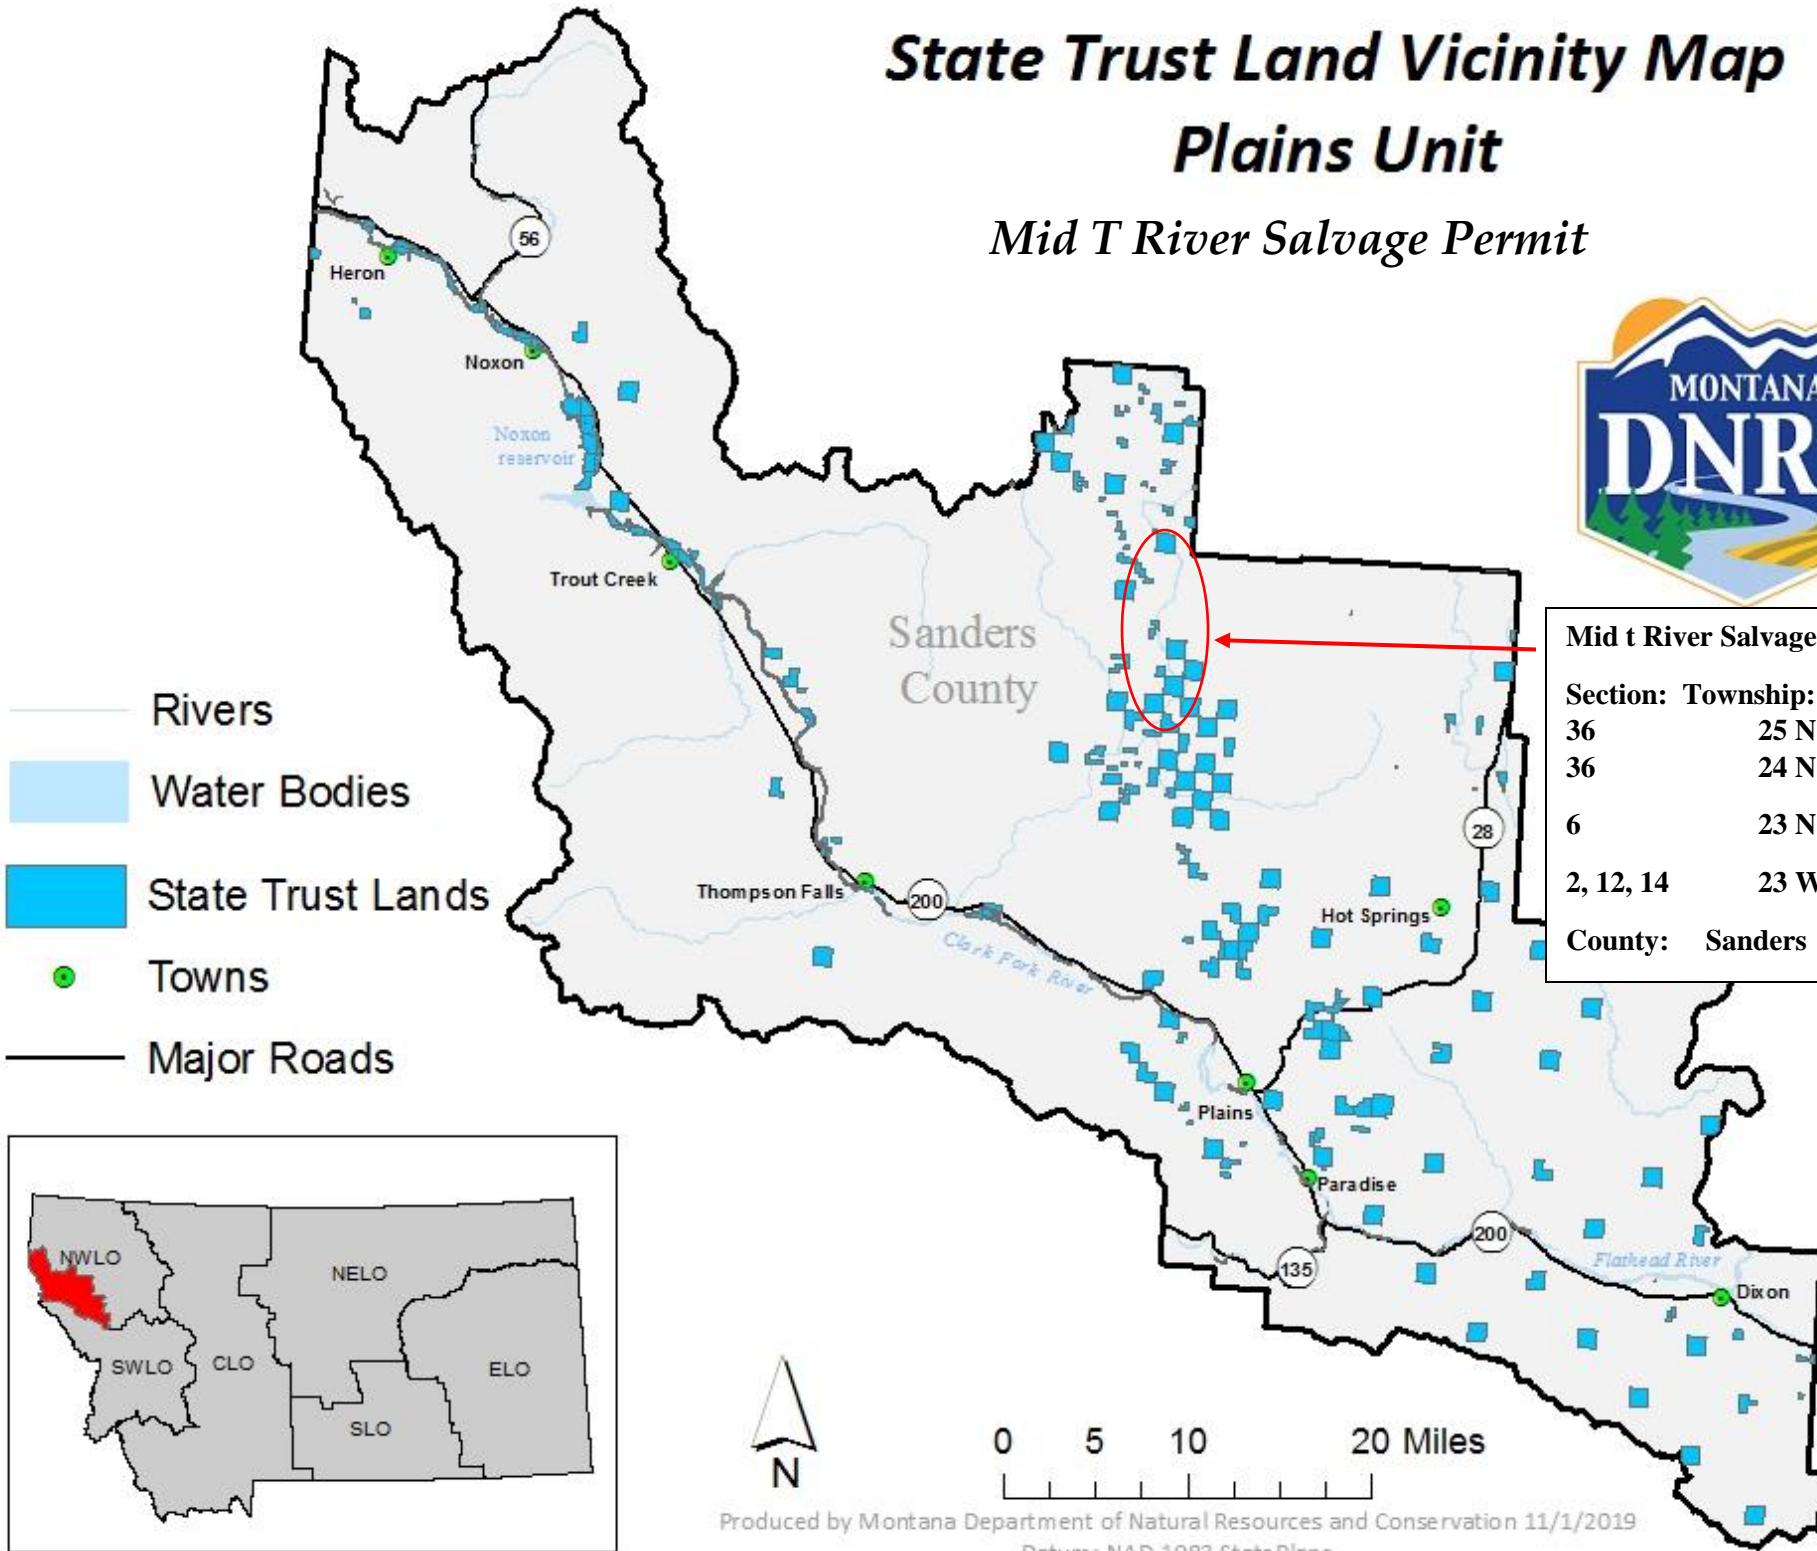 State Trust Land Vicinity Map
Plains Unit
Mid T River Salvage Permit
56
Heron
Noxon
Noxon
reservoir
MONTANA
DNR
Trout Creek
Sanders
County
Mid t River Salvage
Section: Township:
36 25 N
36 24 N
6 23 N
2, 12, 14 23 W
County: Sanders
Rivers
Water Bodies
State Trust Lands
Towns
Major Roads
28
Thompson Falls
200
Hot Springs
Clark Fork River
Plains
Paradise
200
135
Flathead River
Dixon
NWLO
NELO
SWLO
CLO
ELO
SLO
N
0 5 10 20 Miles
Produced by Montana Department of Natural Resources and Conservation 11/1/2019
Datum: NAD 1983 StatePlane